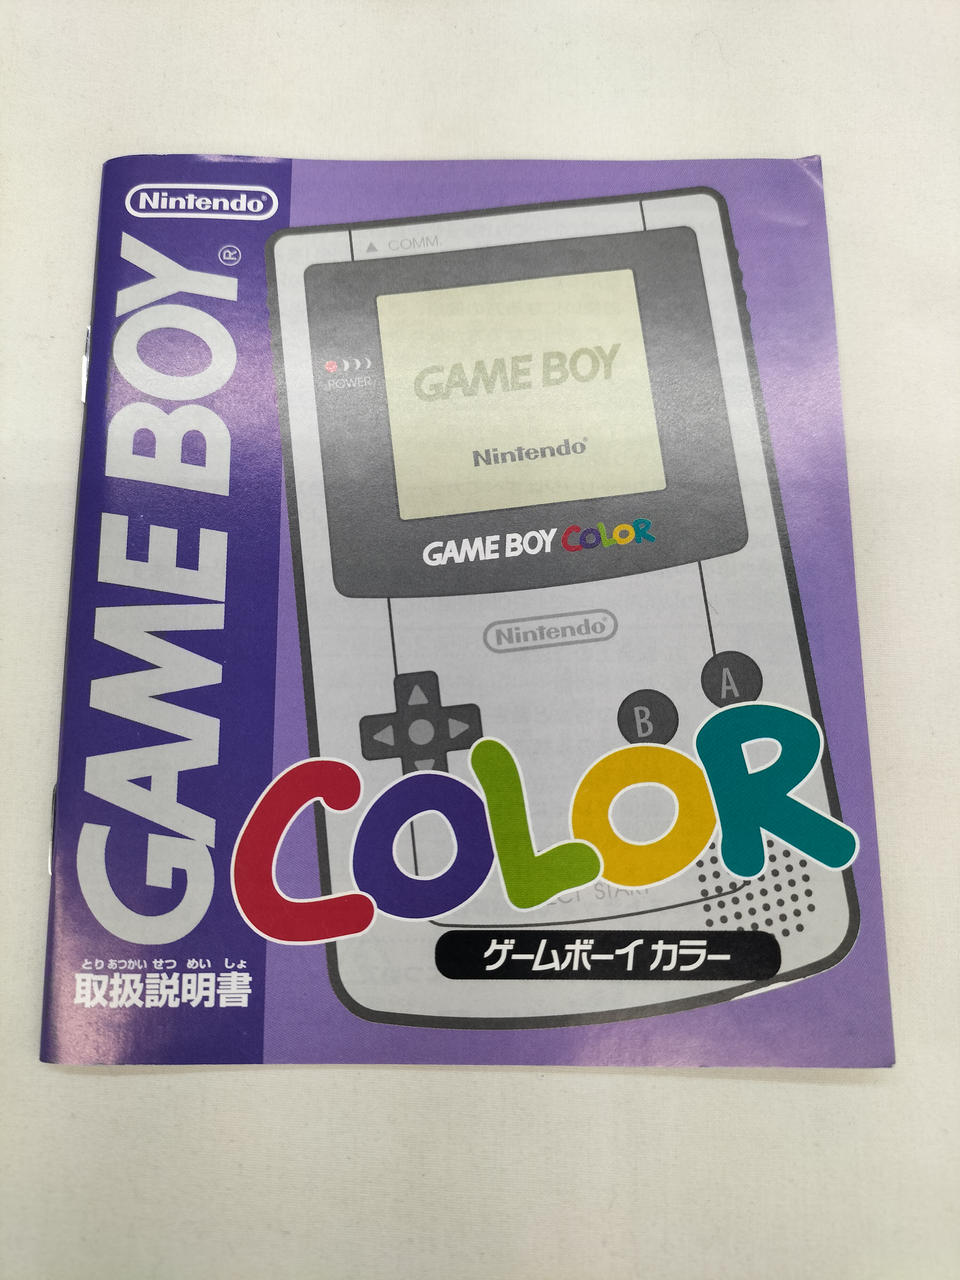 Nintendo
GAME BOY
®
とり あつかい せつ めい しょ
取扱説明書
▲ COMM.
POWER
GAME BOY
Nintendo®
GAME BOY COLOR
Nintendo
A
B
COLOR
START
ゲームボーイ カラー